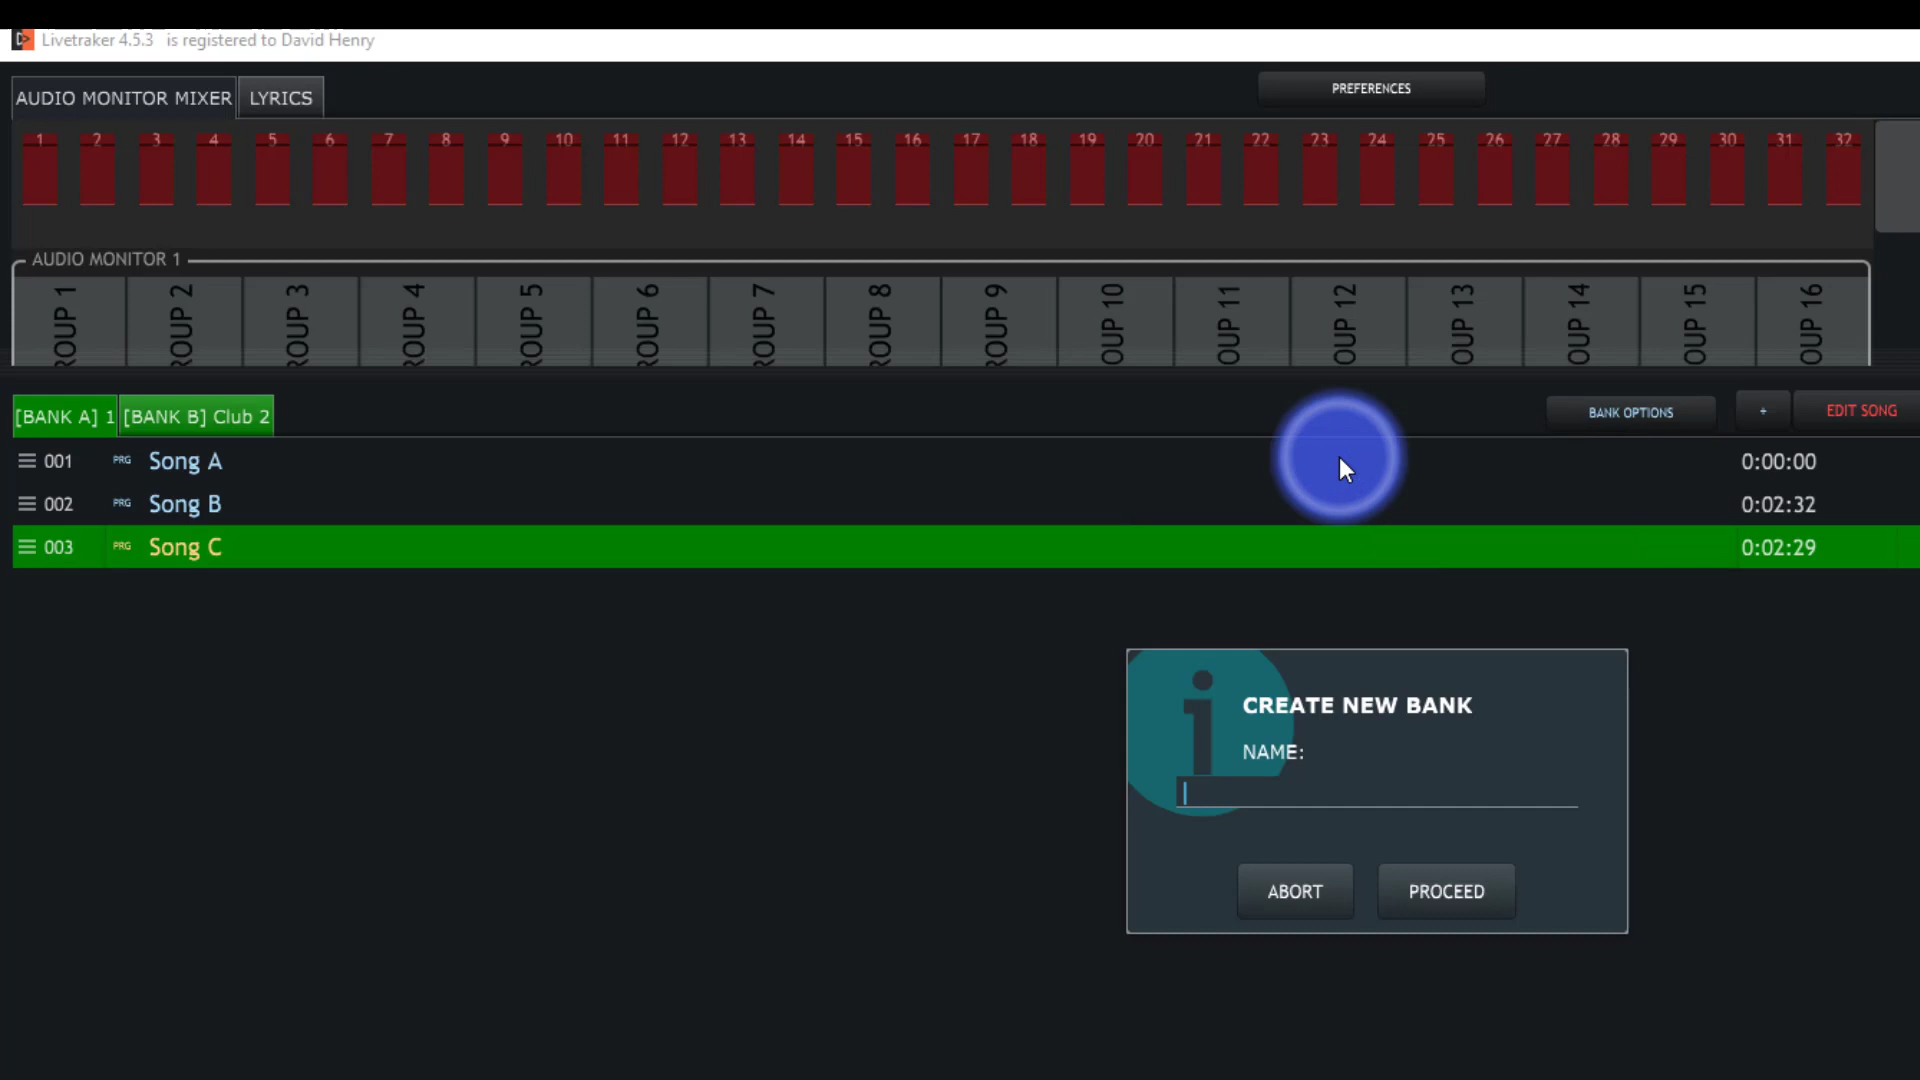 Livetraker 4.5.3 is registered to David Henry
AUDIO MONITOR MIXER LYRICS PREFERENCES
1 2 3 4 5 6 7 8 9 10 11 12 13 14 15 16 17 18 19 20 21 22 23 24 25 26 27 28 29 30 31 32
AUDIO MONITOR 1
ROUP 1 ROUP 2 ROUP 3 ROUP 4 ROUP 5 ROUP 6 ROUP 7 ROUP 8 ROUP 9 OUP 10 OUP 11 OUP 12 OUP 13 OUP 14 OUP 15 OUP 16
[BANK A] 1 [BANK B] Club 2 BANK OPTIONS + EDIT SONG
001 PRG Song A 0:00:00
002 PRG Song B 0:02:32
003 PRG Song C 0:02:29
CREATE NEW BANK
NAME:
ABORT PROCEED